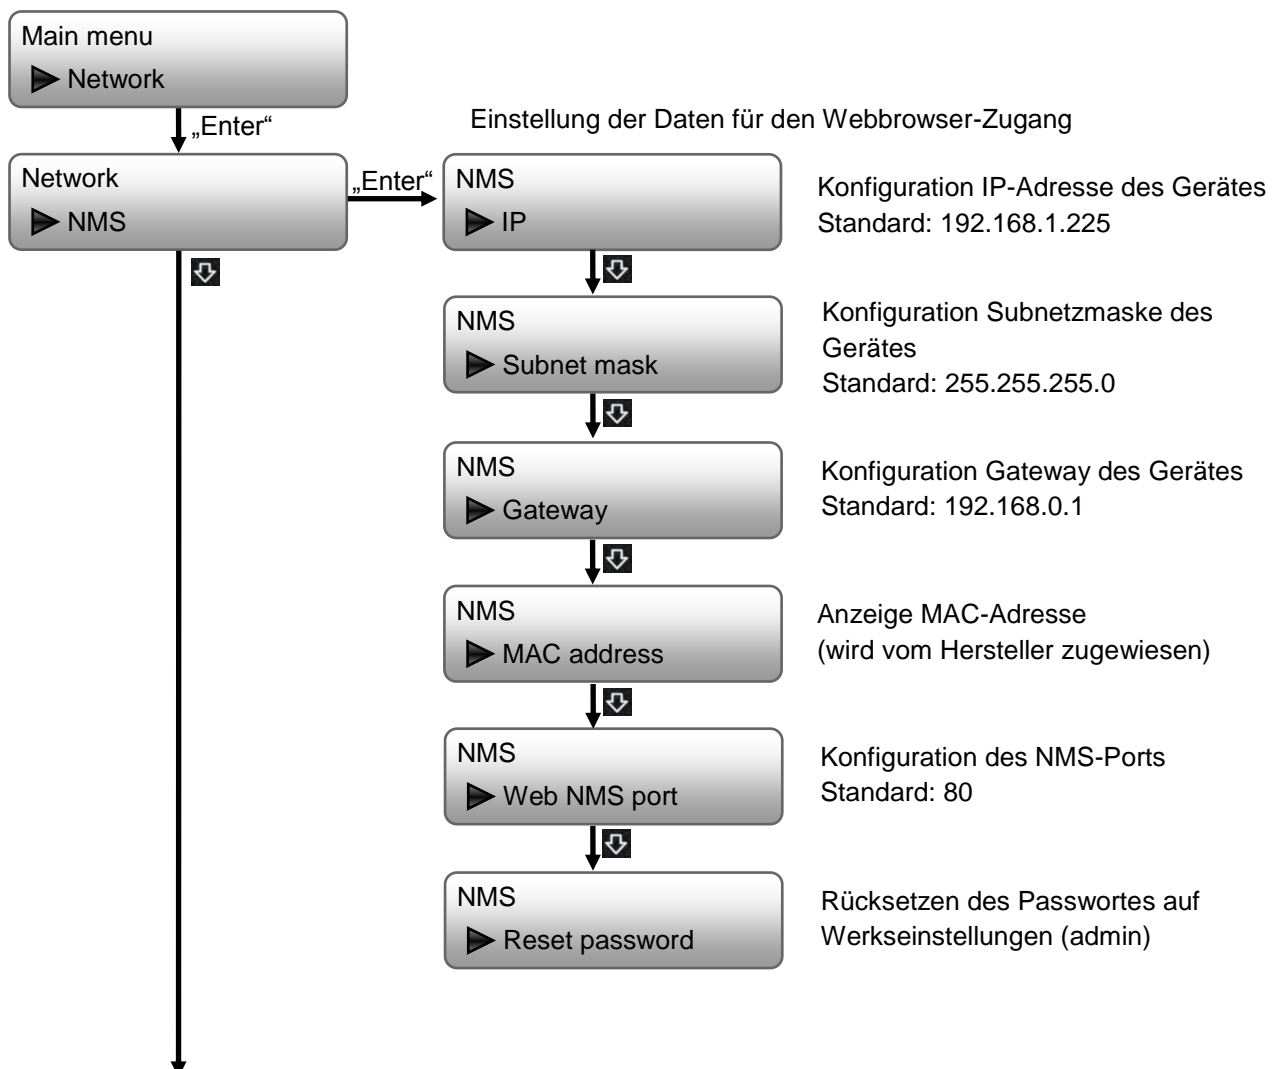 Main menu
Network
„Enter“
Einstellung der Daten für den Webbrowser-Zugang
Network
NMS
„Enter“
NMS
IP
Konfiguration IP-Adresse des Gerätes
Standard: 192.168.1.225
NMS
Subnet mask
Konfiguration Subnetzmaske des
Gerätes
Standard: 255.255.255.0
NMS
Gateway
Konfiguration Gateway des Gerätes
Standard: 192.168.0.1
NMS
MAC address
Anzeige MAC-Adresse
(wird vom Hersteller zugewiesen)
NMS
Web NMS port
Konfiguration des NMS-Ports
Standard: 80
NMS
Reset password
Rücksetzen des Passwortes auf
Werkseinstellungen (admin)